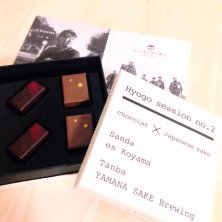 Hyogo session no.2
chocolat × Japanese sake
Sanda
es Koyama
Tanba
YAMANA SAKE Brewing